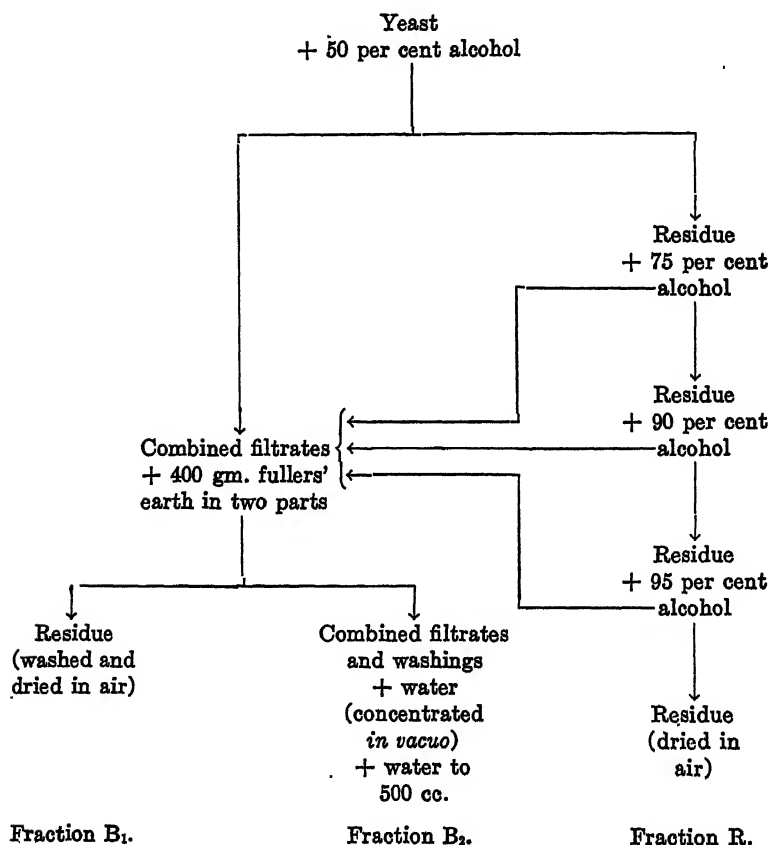 Yeast
+ 50 per cent alcohol
Residue
+ 75 per cent
alcohol
Residue
+ 90 per cent
alcohol
Combined filtrates
+ 400 gm. fullers'
earth in two parts
Residue
+ 95 per cent
alcohol
Residue
(washed and
dried in air)
Combined filtrates
and washings
+ water
(concentrated
in vacuo)
+ water to
500 cc.
Residue
(dried in
air)
Fraction B₁.
Fraction B₂.
Fraction R.